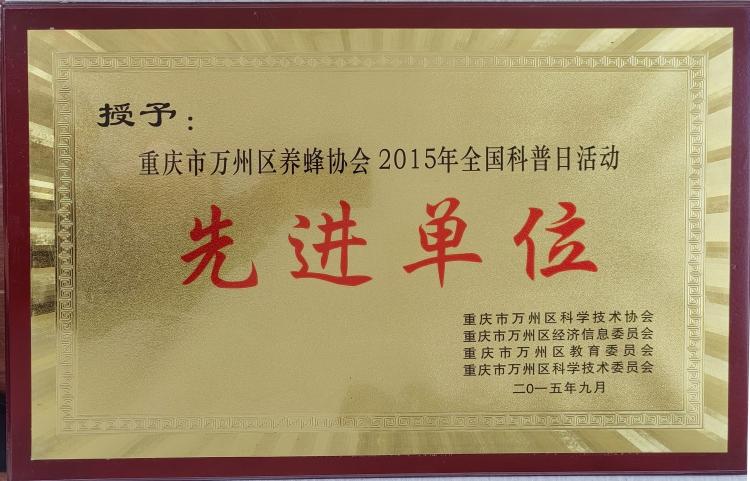 授予：
重庆市万州区养蜂协会2015年全国科普日活动
先进单位
重庆市万州区科学技术协会
重庆市万州区经济信息委员会
重庆市万州区教育委员会
重庆市万州区科学技术委员会
二0一五年九月